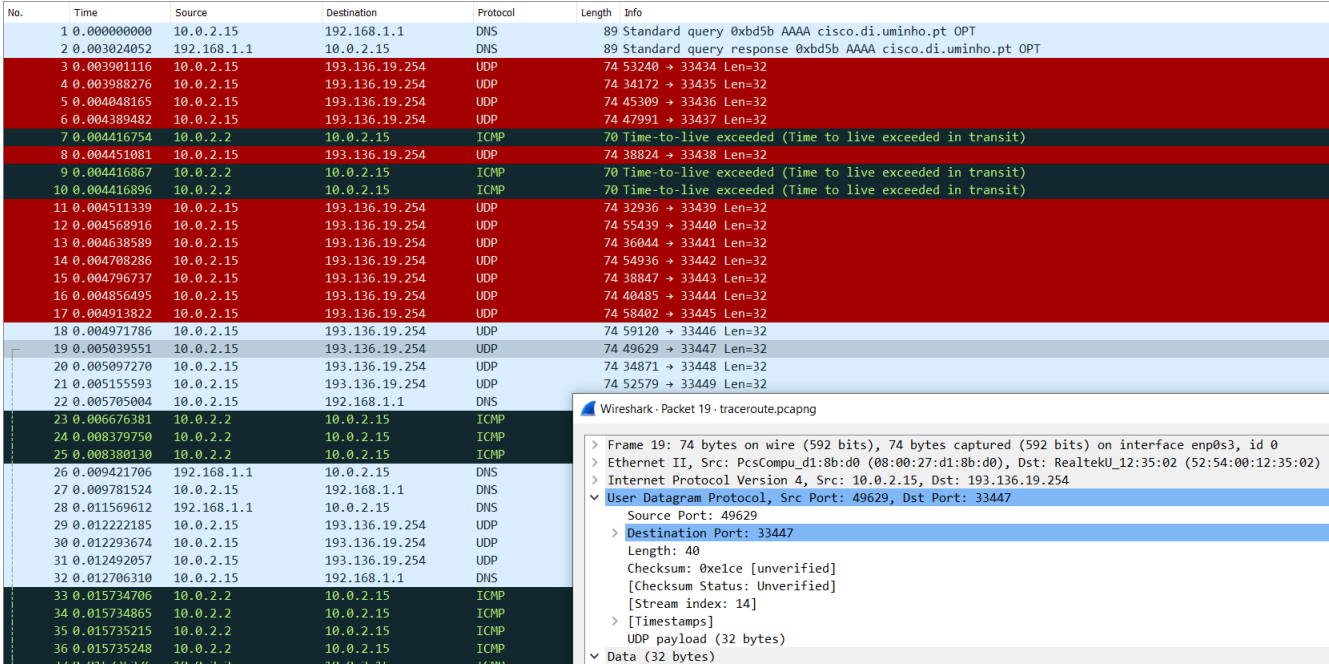 No. Time Source Destination Protocol Length Info
1 0.000000000 10.0.2.15 192.168.1.1 DNS 89 Standard query 0xbd5b AAAA cisco.di.uminho.pt OPT
2 0.003024052 192.168.1.1 10.0.2.15 DNS 89 Standard query response 0xbd5b AAAA cisco.di.uminho.pt OPT
3 0.003901116 10.0.2.15 193.136.19.254 UDP 74 53240 → 33434 Len=32
4 0.003988276 10.0.2.15 193.136.19.254 UDP 74 34172 → 33435 Len=32
5 0.004048165 10.0.2.15 193.136.19.254 UDP 74 45309 → 33436 Len=32
6 0.004389482 10.0.2.15 193.136.19.254 UDP 74 47991 → 33437 Len=32
7 0.004416754 10.0.2.2 10.0.2.15 ICMP 70 Time-to-live exceeded (Time to live exceeded in transit)
8 0.004451081 10.0.2.15 193.136.19.254 UDP 74 38824 → 33438 Len=32
9 0.004416867 10.0.2.2 10.0.2.15 ICMP 70 Time-to-live exceeded (Time to live exceeded in transit)
10 0.004416896 10.0.2.2 10.0.2.15 ICMP 70 Time-to-live exceeded (Time to live exceeded in transit)
11 0.004511339 10.0.2.15 193.136.19.254 UDP 74 32936 → 33439 Len=32
12 0.004568916 10.0.2.15 193.136.19.254 UDP 74 55439 → 33440 Len=32
13 0.004638589 10.0.2.15 193.136.19.254 UDP 74 36044 → 33441 Len=32
14 0.004708286 10.0.2.15 193.136.19.254 UDP 74 54936 → 33442 Len=32
15 0.004796737 10.0.2.15 193.136.19.254 UDP 74 38847 → 33443 Len=32
16 0.004856495 10.0.2.15 193.136.19.254 UDP 74 40485 → 33444 Len=32
17 0.004913822 10.0.2.15 193.136.19.254 UDP 74 58402 → 33445 Len=32
18 0.004971786 10.0.2.15 193.136.19.254 UDP 74 59120 → 33446 Len=32
19 0.005039551 10.0.2.15 193.136.19.254 UDP 74 49629 → 33447 Len=32
20 0.005097270 10.0.2.15 193.136.19.254 UDP 74 34871 → 33448 Len=32
21 0.005155593 10.0.2.15 193.136.19.254 UDP 74 52579 → 33449 Len=32
22 0.005705004 10.0.2.15 192.168.1.1 DNS
23 0.006676381 10.0.2.2 10.0.2.15 ICMP
24 0.008379750 10.0.2.2 10.0.2.15 ICMP
25 0.008380130 10.0.2.2 10.0.2.15 ICMP
26 0.009421706 192.168.1.1 10.0.2.15 DNS
27 0.009781524 10.0.2.15 192.168.1.1 DNS
28 0.011569612 192.168.1.1 10.0.2.15 DNS
29 0.012222185 10.0.2.15 193.136.19.254 UDP
30 0.012293674 10.0.2.15 193.136.19.254 UDP
31 0.012492057 10.0.2.15 193.136.19.254 UDP
32 0.012706310 10.0.2.15 192.168.1.1 DNS
33 0.015734706 10.0.2.2 10.0.2.15 ICMP
34 0.015734865 10.0.2.2 10.0.2.15 ICMP
35 0.015735215 10.0.2.2 10.0.2.15 ICMP
36 0.015735248 10.0.2.2 10.0.2.15 ICMP
Wireshark · Packet 19 · traceroute.pcapng
Frame 19: 74 bytes on wire (592 bits), 74 bytes captured (592 bits) on interface enp0s3, id 0
Ethernet II, Src: PcsCompu_d1:8b:d0 (08:00:27:d1:8b:d0), Dst: RealtekU_12:35:02 (52:54:00:12:35:02)
Internet Protocol Version 4, Src: 10.0.2.15, Dst: 193.136.19.254
User Datagram Protocol, Src Port: 49629, Dst Port: 33447
Source Port: 49629
Destination Port: 33447
Length: 40
Checksum: 0xe1ce [unverified]
[Checksum Status: Unverified]
[Stream index: 14]
[Timestamps]
UDP payload (32 bytes)
Data (32 bytes)